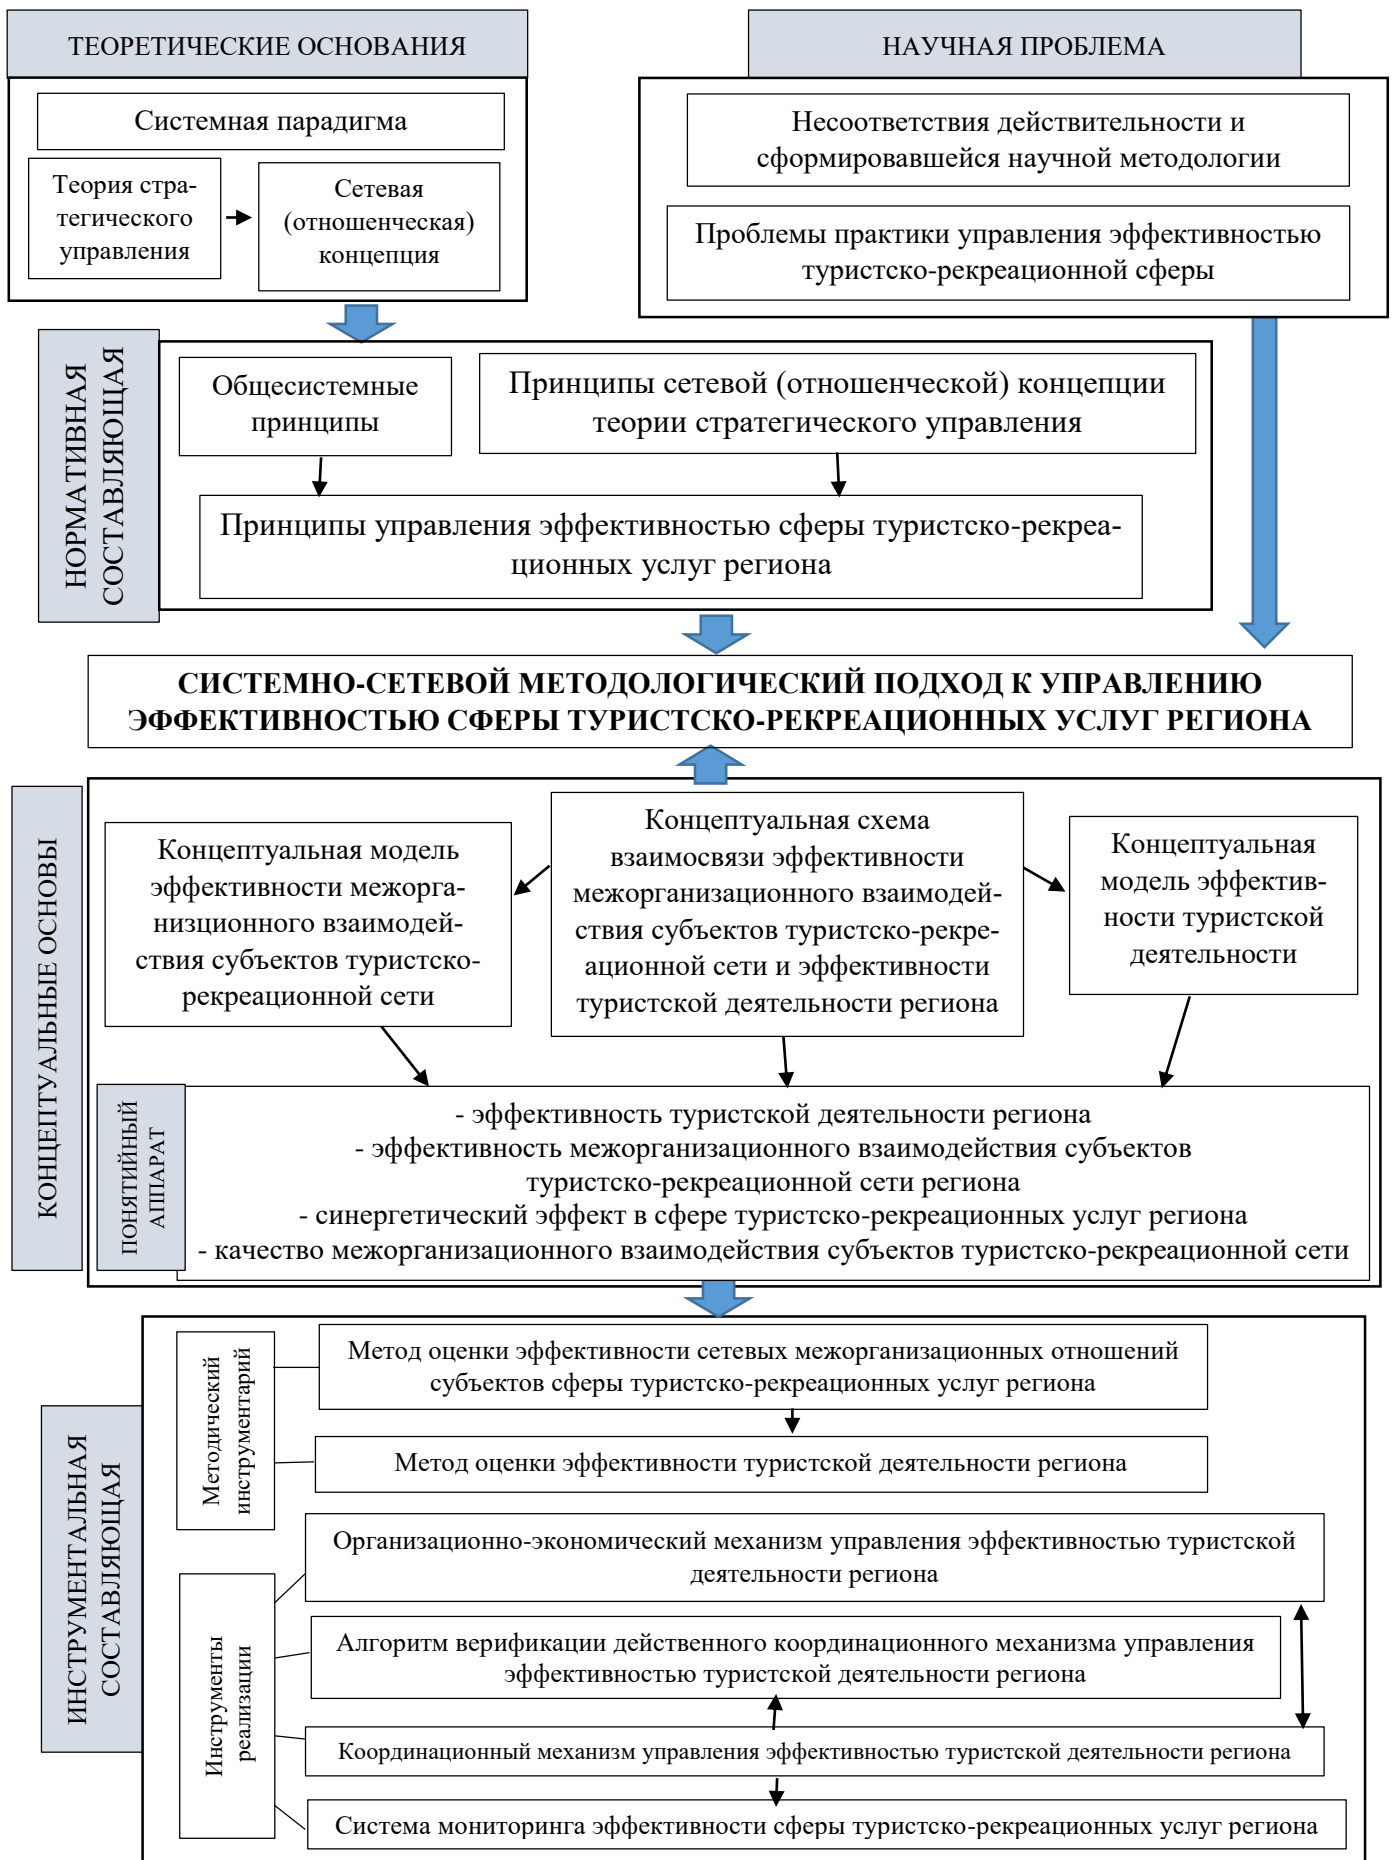 ТЕОРЕТИЧЕСКИЕ ОСНОВАНИЯ
Системная парадигма
Теория стра-
тегического
управления
Сетевая
(отношенческая)
концепция
НАУЧНАЯ ПРОБЛЕМА
Несоответствия действительности и
сформировавшейся научной методологии
Проблемы практики управления эффективностью
туристско-рекреационной сферы
НОРМАТИВНАЯ
СОСТАВЛЯЮЩАЯ
Общесистемные
принципы
Принципы сетевой (отношенческой) концепции
теории стратегического управления
Принципы управления эффективностью сферы туристско-рекреа-
ционных услуг региона
СИСТЕМНО-СЕТЕВОЙ МЕТОДОЛОГИЧЕСКИЙ ПОДХОД К УПРАВЛЕНИЮ
ЭФФЕКТИВНОСТЬЮ СФЕРЫ ТУРИСТСКО-РЕКРЕАЦИОННЫХ УСЛУГ РЕГИОНА
КОНЦЕПТУАЛЬНЫЕ ОСНОВЫ
Концептуальная модель
эффективности межорга-
низционного взаимодей-
ствия субъектов туристско-
рекреационной сети
Концептуальная схема
взаимосвязи эффективности
межорганизационного взаимодей-
ствия субъектов туристско-рекре-
ационной сети и эффективности
туристской деятельности региона
Концептуальная
модель эффектив-
ности туристской
деятельности
ПОНЯТИЙНЫЙ
АППАРАТ
- эффективность туристской деятельности региона
- эффективность межорганизационного взаимодействия субъектов
туристско-рекреационной сети региона
- синергетический эффект в сфере туристско-рекреационных услуг региона
- качество межорганизационного взаимодействия субъектов туристско-рекреационной сети
ИНСТРУМЕНТАЛЬНАЯ
СОСТАВЛЯЮЩАЯ
Методический
инструментарий
Метод оценки эффективности сетевых межорганизационных отношений
субъектов сферы туристско-рекреационных услуг региона
Метод оценки эффективности туристской деятельности региона
Инструменты
реализации
Организационно-экономический механизм управления эффективностью туристской
деятельности региона
Алгоритм верификации действенного координационного механизма управления
эффективностью туристской деятельности региона
Координационный механизм управления эффективностью туристской деятельности региона
Система мониторинга эффективности сферы туристско-рекреационных услуг региона